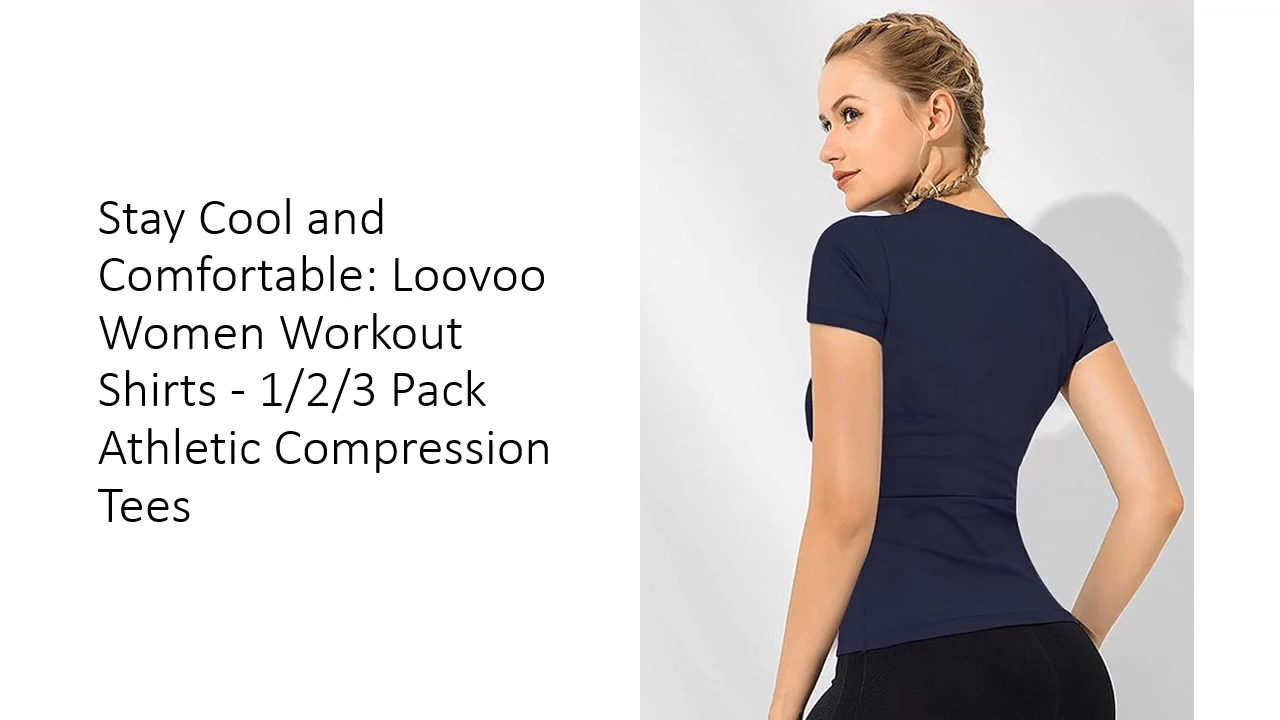 Stay Cool and
Comfortable: Loovoo
Women Workout
Shirts - 1/2/3 Pack
Athletic Compression
Tees